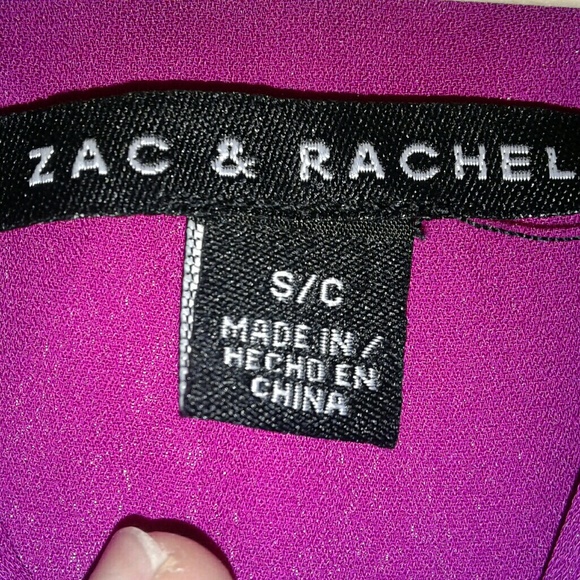 ZAC & RACHEL
S/C
MADE IN/
HECHO EN
CHINA